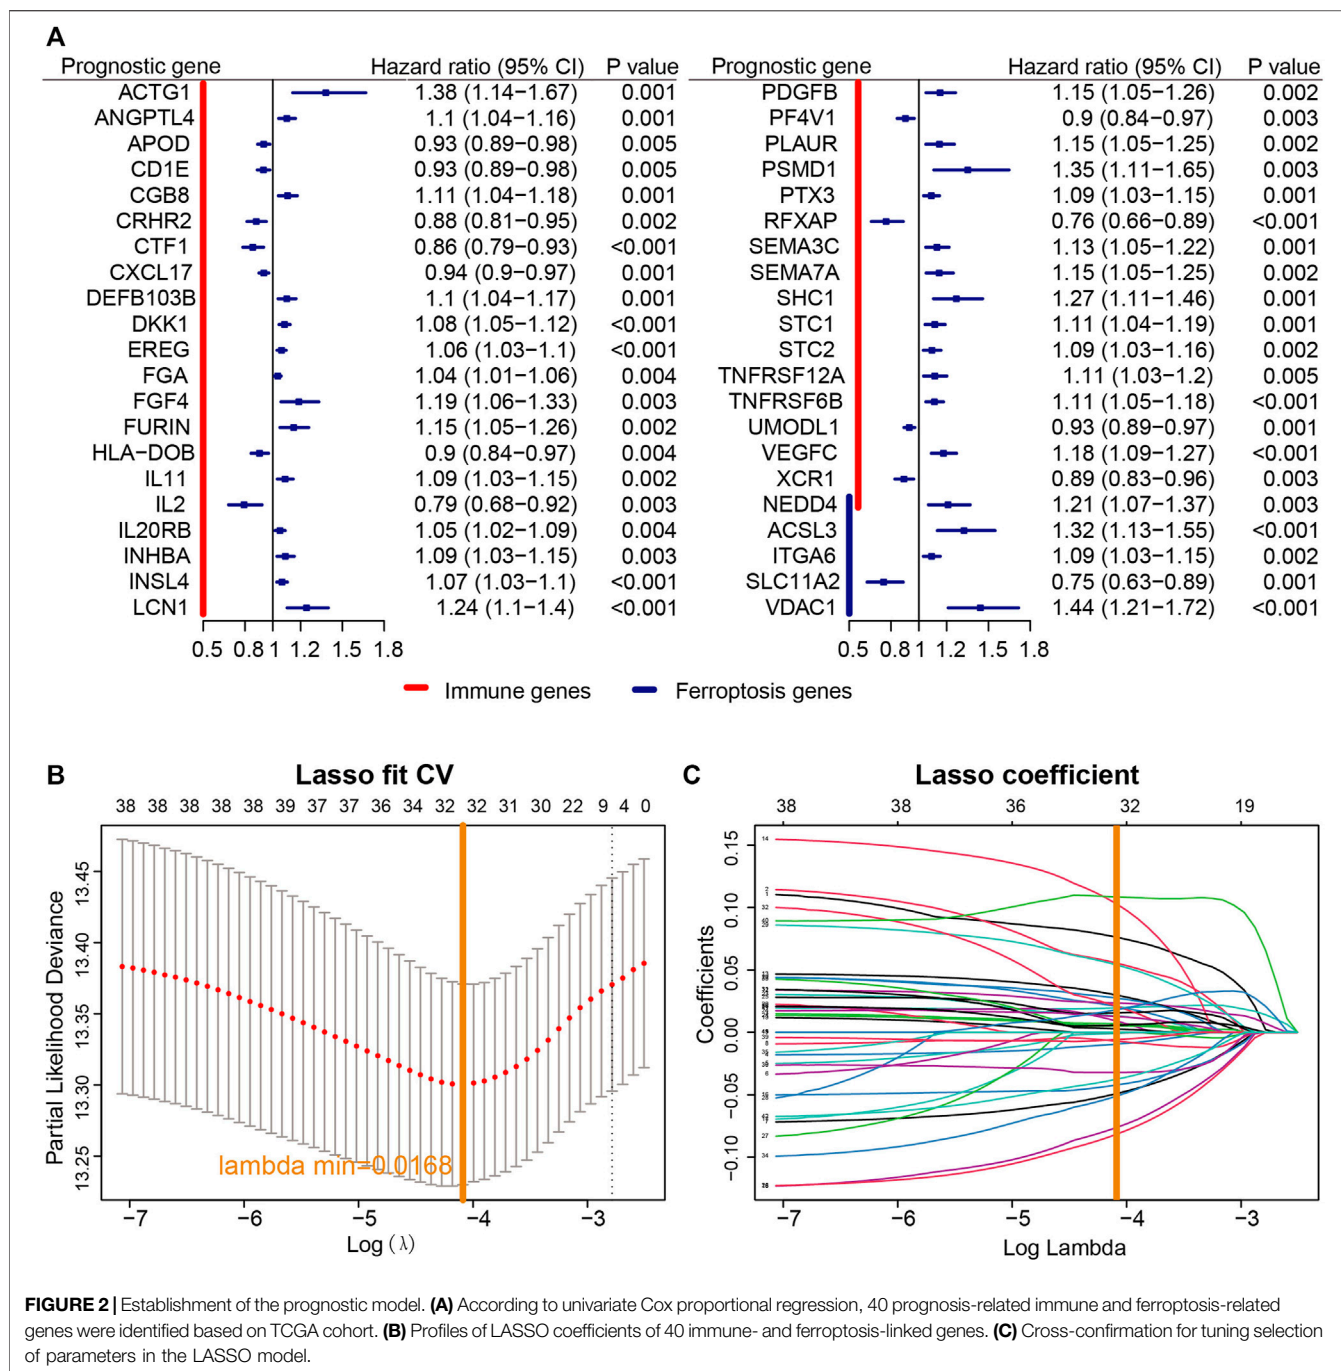 A
Prognostic gene Hazard ratio (95% CI) P value
ACTG1 1.38 (1.14−1.67) 0.001
ANGPTL4 1.1 (1.04−1.16) 0.001
APOD 0.93 (0.89−0.98) 0.005
CD1E 0.93 (0.89−0.98) 0.005
CGB8 1.11 (1.04−1.18) 0.001
CRHR2 0.88 (0.81−0.95) 0.002
CTF1 0.86 (0.79−0.93) <0.001
CXCL17 0.94 (0.9−0.97) 0.001
DEFB103B 1.1 (1.04−1.17) 0.001
DKK1 1.08 (1.05−1.12) <0.001
EREG 1.06 (1.03−1.1) <0.001
FGA 1.04 (1.01−1.06) 0.004
FGF4 1.19 (1.06−1.33) 0.003
FURIN 1.15 (1.05−1.26) 0.002
HLA−DOB 0.9 (0.84−0.97) 0.004
IL11 1.09 (1.03−1.15) 0.002
IL2 0.79 (0.68−0.92) 0.003
IL20RB 1.05 (1.02−1.09) 0.004
INHBA 1.09 (1.03−1.15) 0.003
INSL4 1.07 (1.03−1.1) <0.001
LCN1 1.24 (1.1−1.4) <0.001
0.5 0.8 1 1.2 1.5 1.8
Prognostic gene Hazard ratio (95% CI) P value
PDGFB 1.15 (1.05−1.26) 0.002
PF4V1 0.9 (0.84−0.97) 0.003
PLAUR 1.15 (1.05−1.25) 0.002
PSMD1 1.35 (1.11−1.65) 0.003
PTX3 1.09 (1.03−1.15) 0.001
RFXAP 0.76 (0.66−0.89) <0.001
SEMA3C 1.13 (1.05−1.22) 0.001
SEMA7A 1.15 (1.05−1.25) 0.002
SHC1 1.27 (1.11−1.46) 0.001
STC1 1.11 (1.04−1.19) 0.001
STC2 1.09 (1.03−1.16) 0.002
TNFRSF12A 1.11 (1.03−1.2) 0.005
TNFRSF6B 1.11 (1.05−1.18) <0.001
UMODL1 0.93 (0.89−0.97) 0.001
VEGFC 1.18 (1.09−1.27) <0.001
XCR1 0.89 (0.83−0.96) 0.003
NEDD4 1.21 (1.07−1.37) 0.003
ACSL3 1.32 (1.13−1.55) <0.001
ITGA6 1.09 (1.03−1.15) 0.002
SLC11A2 0.75 (0.63−0.89) 0.001
VDAC1 1.44 (1.21−1.72) <0.001
0.5 0.8 1 1.2 1.5 1.8
Immune genes Ferroptosis genes
B
Lasso fit CV
38 38 38 38 38 39 37 37 36 34 32 32 31 30 22 9 4 0
Partial Likelihood Deviance
13.45
13.40
13.35
13.30
13.25
lambda min=0.0168
−7 −6 −5 −4 −3
Log (λ)
C
Lasso coefficient
38 38 36 32 19
Coefficients
0.15
0.10
0.05
0.00
−0.05
−0.10
14
32
29
6
27
34
−7 −6 −5 −4 −3
Log Lambda
FIGURE 2 | Establishment of the prognostic model. (A) According to univariate Cox proportional regression, 40 prognosis-related immune and ferroptosis-related
genes were identified based on TCGA cohort. (B) Profiles of LASSO coefficients of 40 immune- and ferroptosis-linked genes. (C) Cross-confirmation for tuning selection
of parameters in the LASSO model.